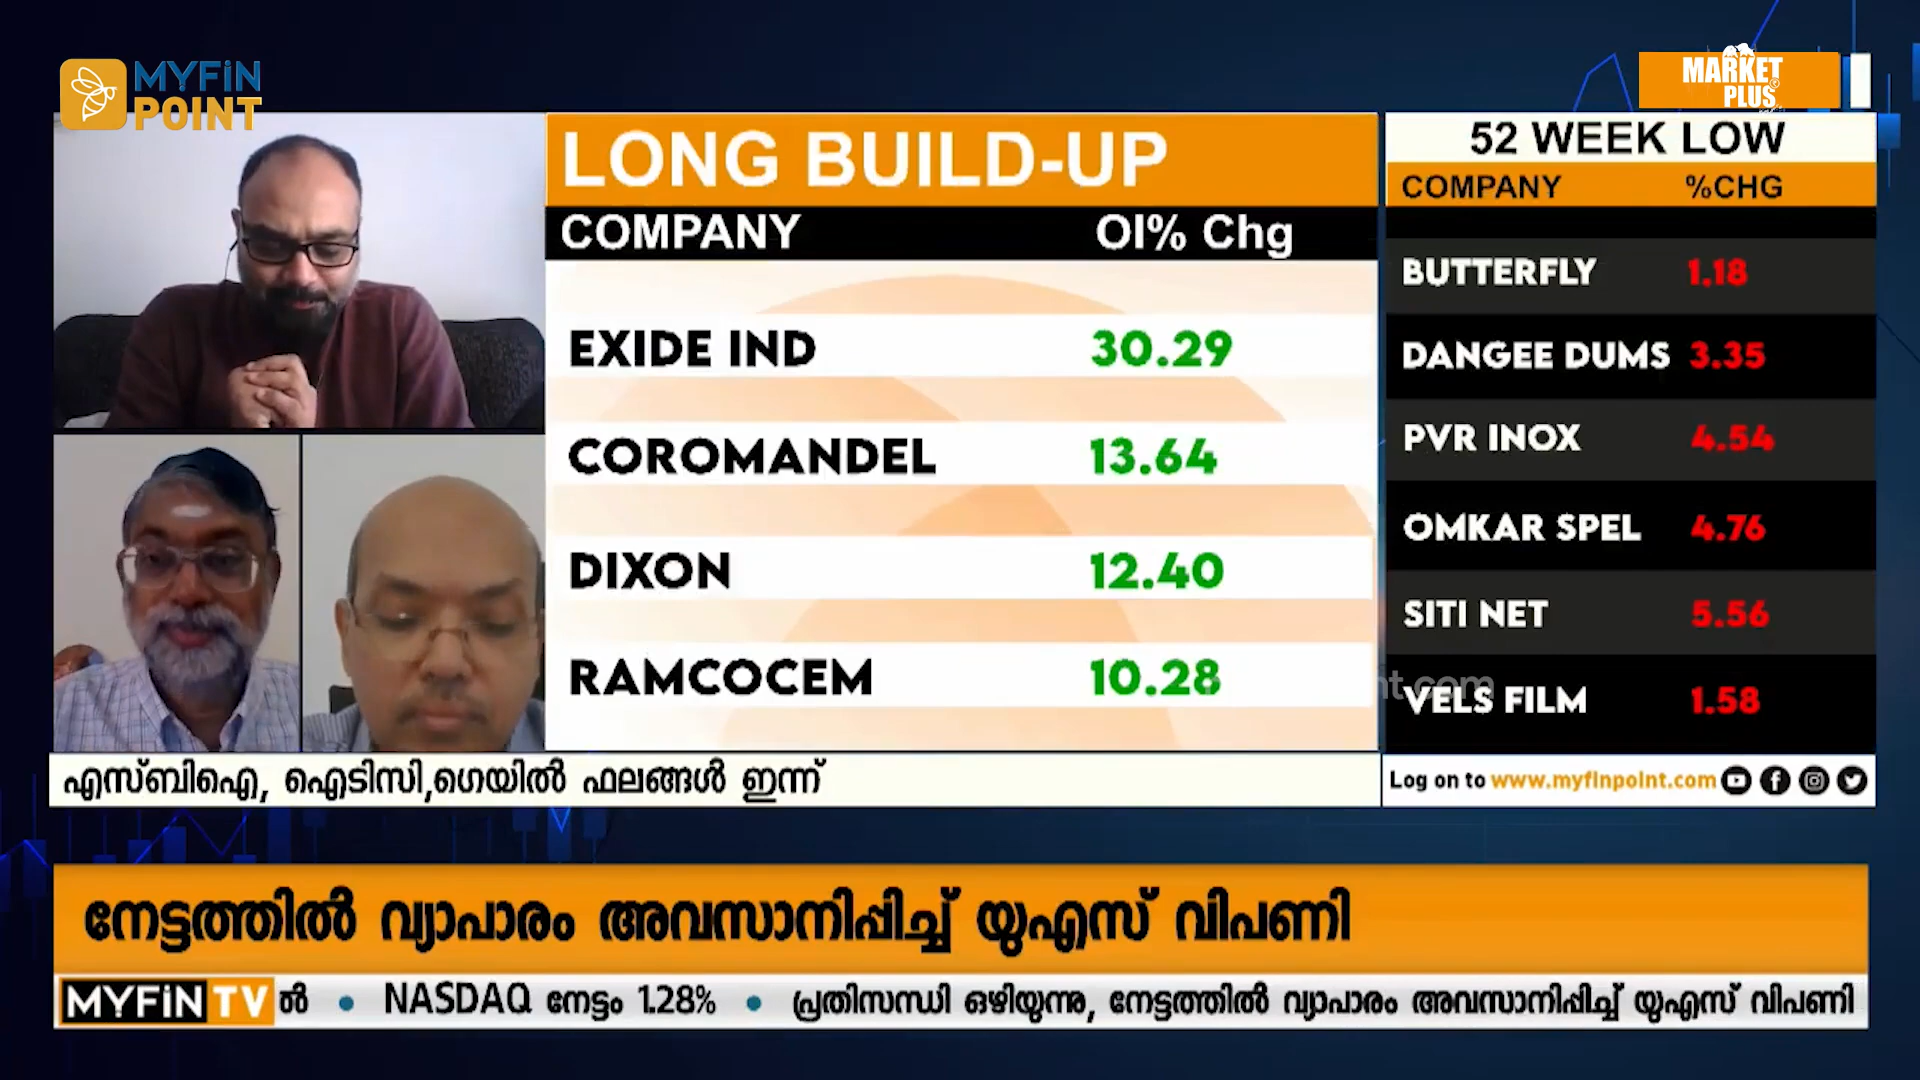 MYFiN
POINT
MARKET
PLUS
LONG BUILD-UP
COMPANY OI% Chg
EXIDE IND 30.29
COROMANDEL 13.64
DIXON 12.40
RAMCOCEM 10.28
52 WEEK LOW
COMPANY %CHG
BUTTERFLY 1.18
DANGEE DUMS 3.35
PVR INOX 4.54
OMKAR SPEL 4.76
SITI NET 5.56
VELS FILM 1.58
എസ്ബിഐ, ഐടിസി,ഗെയിൽ ഫലങ്ങൾ ഇന്ന്
Log on to www.myfinpoint.com
നേട്ടത്തിൽ വ്യാപാരം അവസാനിപ്പിച്ച് യുഎസ് വിപണി
MYFiN TV ൽ • NASDAQ നേട്ടം 1.28% • പ്രതിസന്ധി ഒഴിയുന്നു, നേട്ടത്തിൽ വ്യാപാരം അവസാനിപ്പിച്ച് യുഎസ് വിപണി